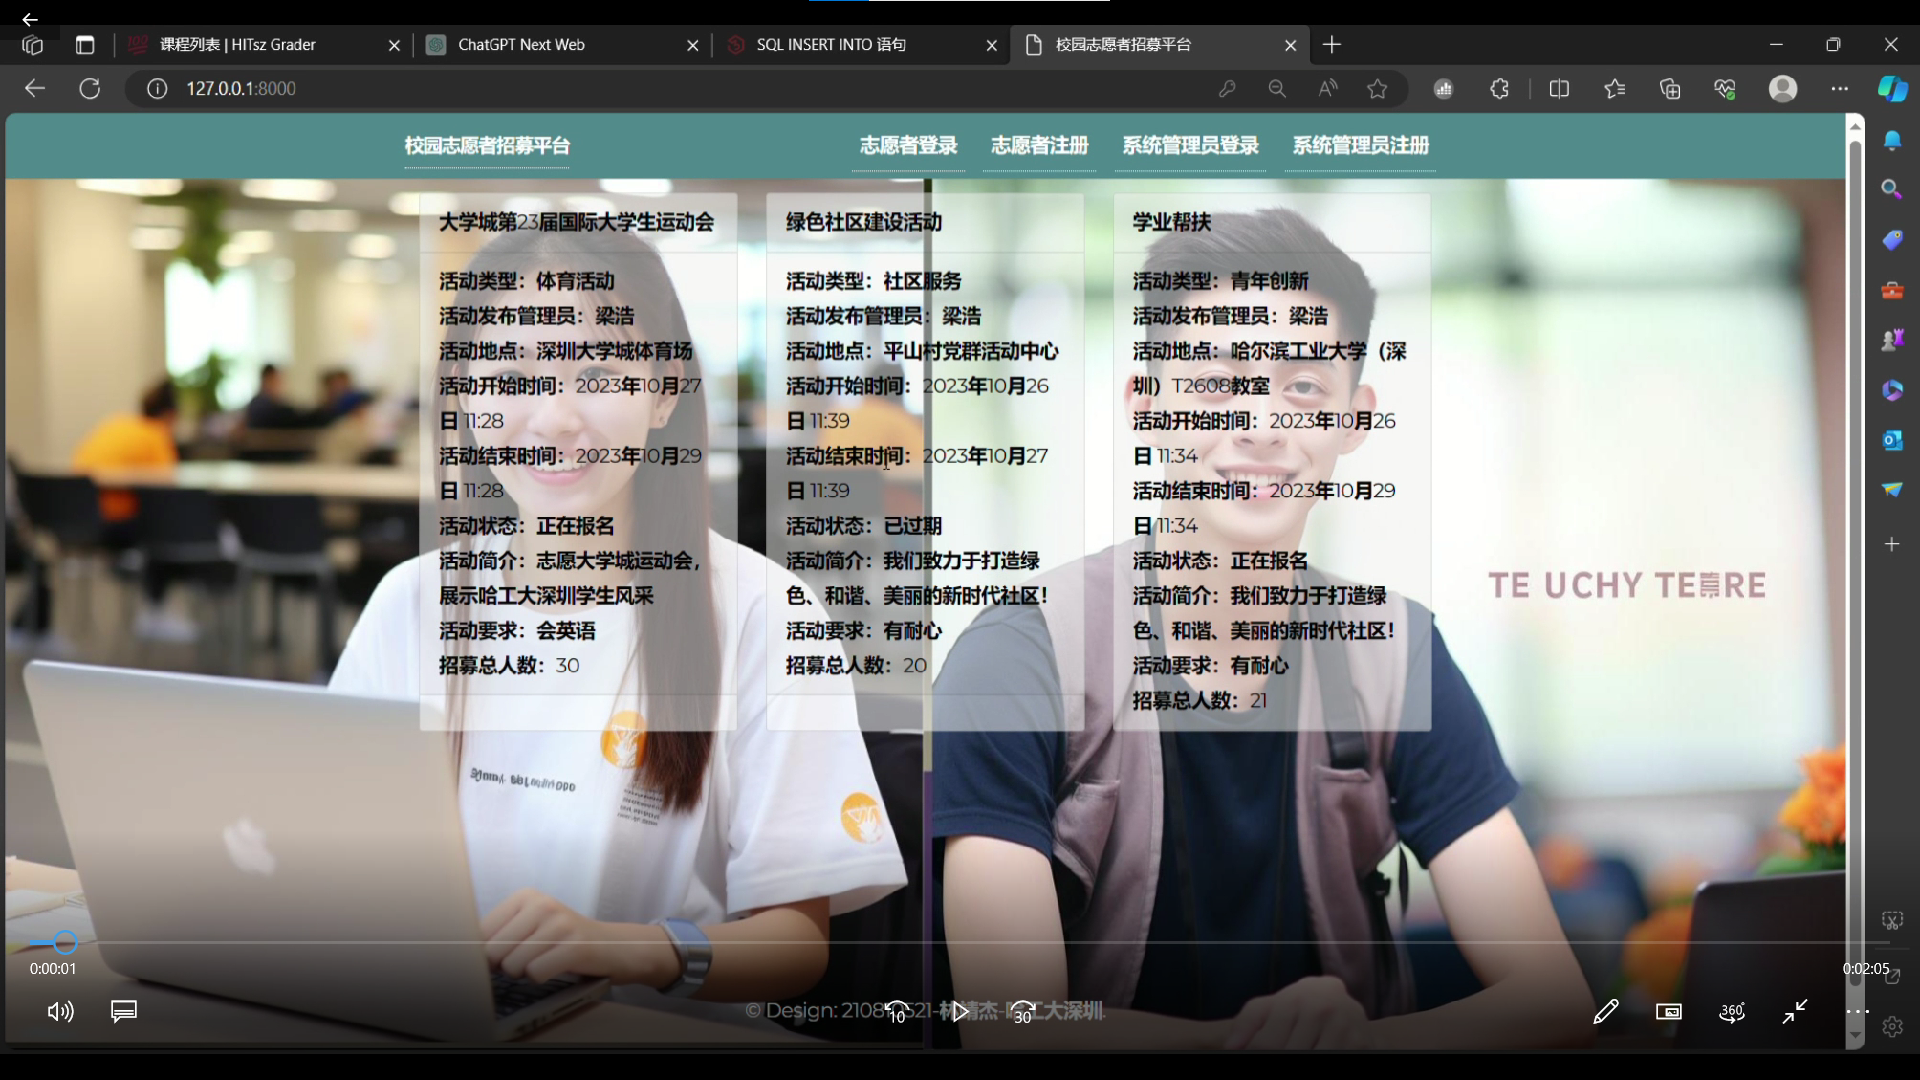 课程列表 | HITsz Grader
ChatGPT Next Web
SQL INSERT INTO 语句
校园志愿者招募平台
127.0.0.1:8000
校园志愿者招募平台
志愿者登录
志愿者注册
系统管理员登录
系统管理员注册
大学城第23届国际大学生运动会
活动类型：体育活动
活动发布管理员：梁浩
活动地点：深圳大学城体育场
活动开始时间：2023年10月27
日 11:28
活动结束时间：2023年10月29
日 11:28
活动状态：正在报名
活动简介：志愿大学城运动会，
展示哈工大深圳学生风采
活动要求：会英语
招募总人数：30
绿色社区建设活动
活动类型：社区服务
活动发布管理员：梁浩
活动地点：平山村党群活动中心
活动开始时间：2023年10月26
日 11:39
活动结束时间：2023年10月27
日 11:39
活动状态：已过期
活动简介：我们致力于打造绿
色、和谐、美丽的新时代社区！
活动要求：有耐心
招募总人数：20
学业帮扶
活动类型：青年创新
活动发布管理员：梁浩
活动地点：哈尔滨工业大学（深
圳）T2608教室
活动开始时间：2023年10月26
日 11:34
活动结束时间：2023年10月29
日 11:34
活动状态：正在报名
活动简介：我们致力于打造绿
色、和谐、美丽的新时代社区！
活动要求：有耐心
招募总人数：21
TE UCHY
0:00:01
0:02:05
10
30
360°
© Design:
工大深圳.